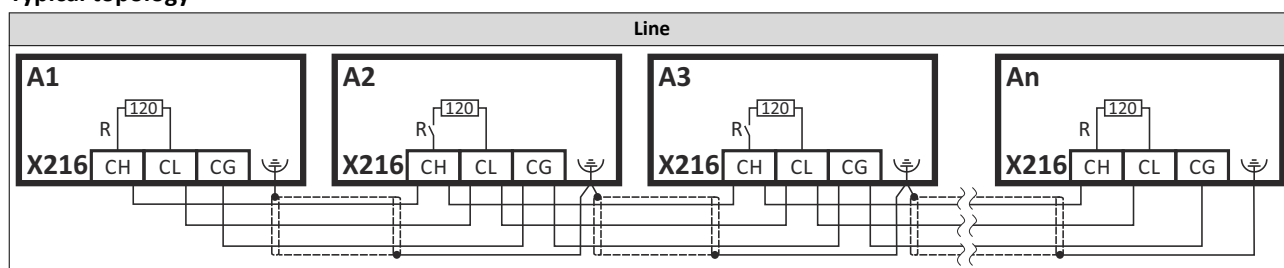 Typical topology
Line
A1
A2
A3
An
120
120
120
120
R
R
R
R
X216 CH CL CG
X216 CH CL CG
X216 CH CL CG
X216 CH CL CG